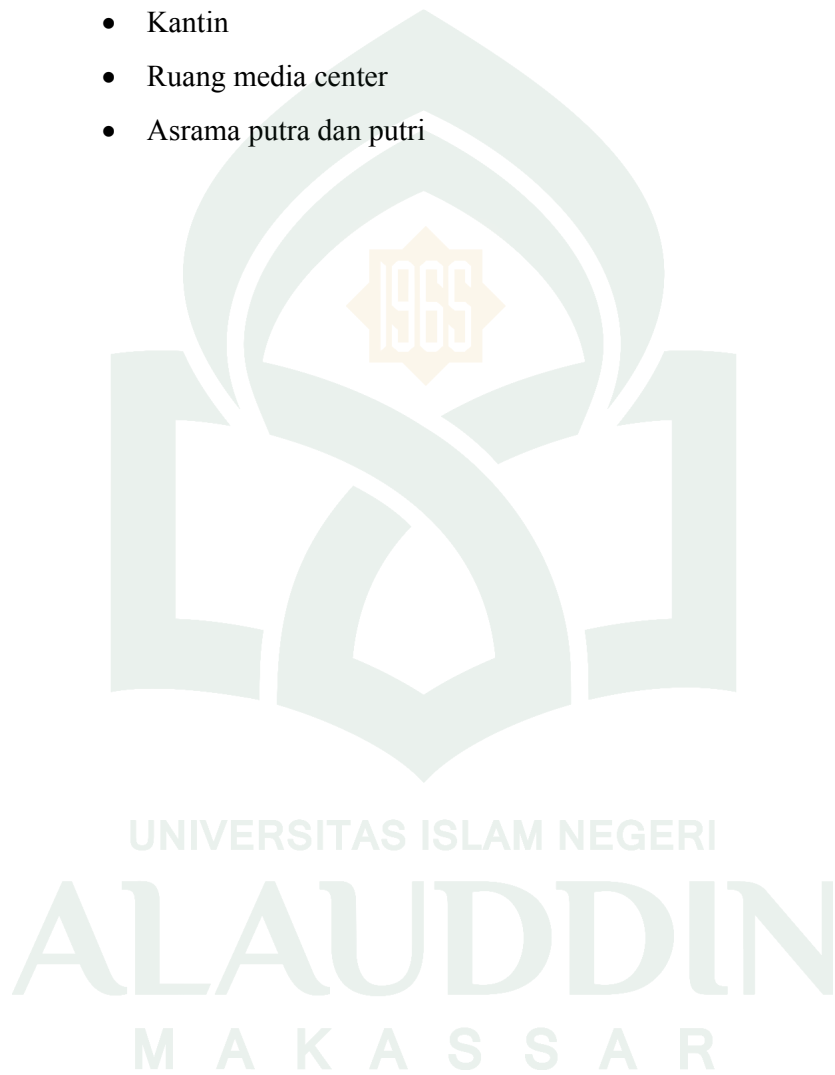 • Kantin
• Ruang media center
• Asrama putra dan putri
1965
UNIVERSITAS ISLAM NEGERI
ALAUDDIN
MAKASSAR